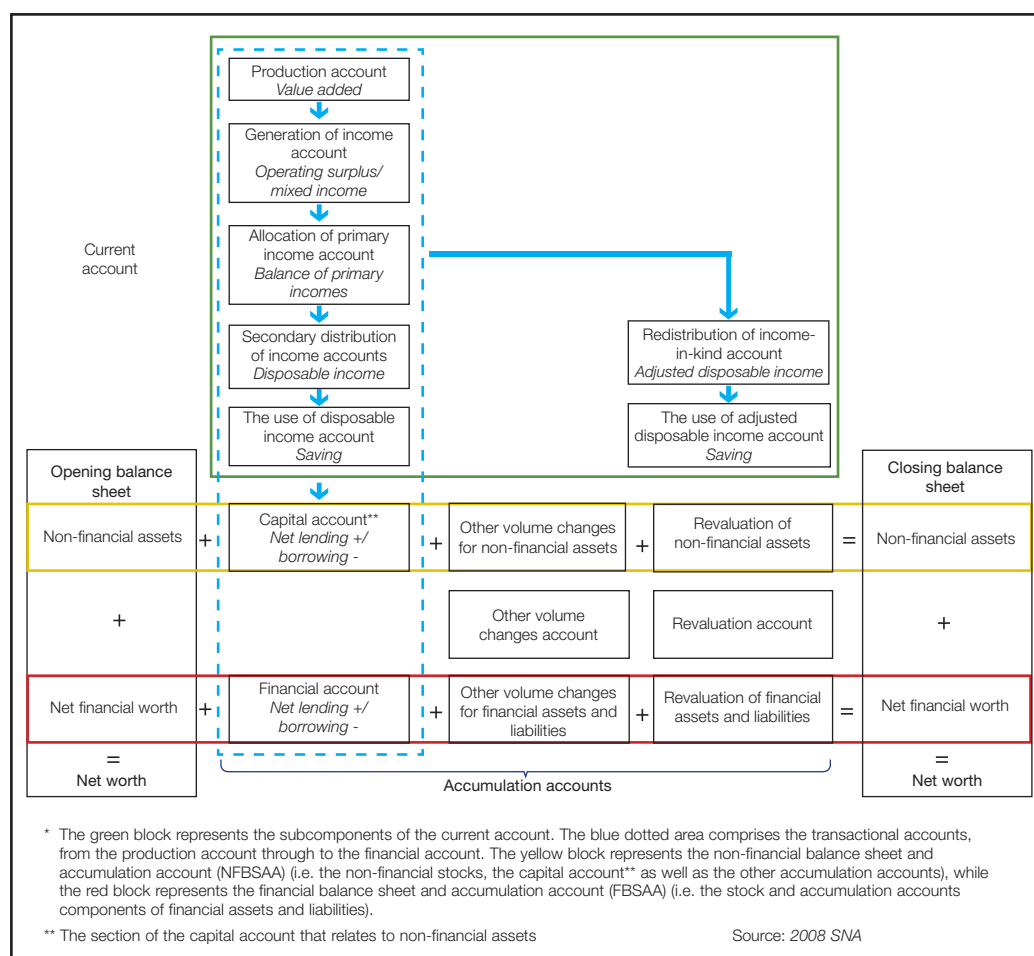 Production account
Value added
Generation of income
account
Operating surplus/
mixed income
Current
account
Allocation of primary
income account
Balance of primary
incomes
Secondary distribution
of income accounts
Disposable income
Redistribution of income-
in-kind account
Adjusted disposable income
The use of disposable
income account
Saving
The use of adjusted
disposable income account
Saving
Opening balance
sheet
Closing balance
sheet
Non-financial assets
+
Capital account**
Net lending +/
borrowing -
+
Other volume changes
for non-financial assets
+
Revaluation of
non-financial assets
=
Non-financial assets
+
Other volume
changes account
Revaluation account
+
Net financial worth
+
Financial account
Net lending +/
borrowing -
+
Other volume changes
for financial assets and
liabilities
+
Revaluation of financial
assets and liabilities
=
Net financial worth
=
Net worth
Accumulation accounts
=
Net worth
* The green block represents the subcomponents of the current account. The blue dotted area comprises the transactional accounts,
from the production account through to the financial account. The yellow block represents the non-financial balance sheet and
accumulation account (NFBSAA) (i.e. the non-financial stocks, the capital account** as well as the other accumulation accounts), while
the red block represents the financial balance sheet and accumulation account (FBSAA) (i.e. the stock and accumulation accounts
components of financial assets and liabilities).
** The section of the capital account that relates to non-financial assets
Source: 2008 SNA